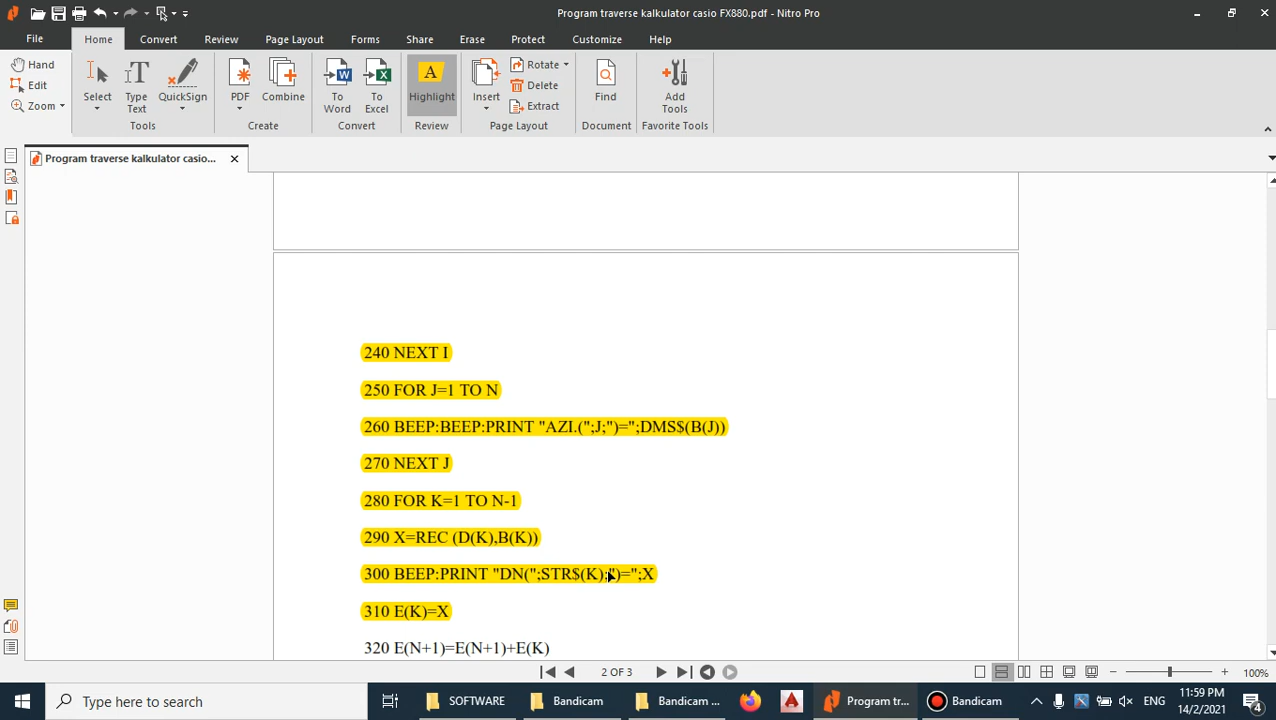 Program traverse kalkulator casio FX880.pdf - Nitro Pro
File Home Convert Review Page Layout Forms Share Erase Protect Customize Help
Hand
Edit
Zoom
Select
Type Text
QuickSign
Tools
PDF
Combine
Create
To Word
To Excel
Convert
A
Highlight
Review
Insert
Rotate
Delete
Extract
Page Layout
Find
Document
Add Tools
Favorite Tools
Program traverse kalkulator casio...
240 NEXT I
250 FOR J=1 TO N
260 BEEP:BEEP:PRINT "AZI.(";J;")=";DMS$(B(J))
270 NEXT J
280 FOR K=1 TO N-1
290 X=REC (D(K),B(K))
300 BEEP:PRINT "DN(";STR$(K);")=";X
310 E(K)=X
320 E(N+1)=E(N+1)+E(K)
2 OF 3
100%
Type here to search
SOFTWARE
Bandicam
Bandicam ...
Program tra...
Bandicam
ENG
11:59 PM
14/2/2021
4